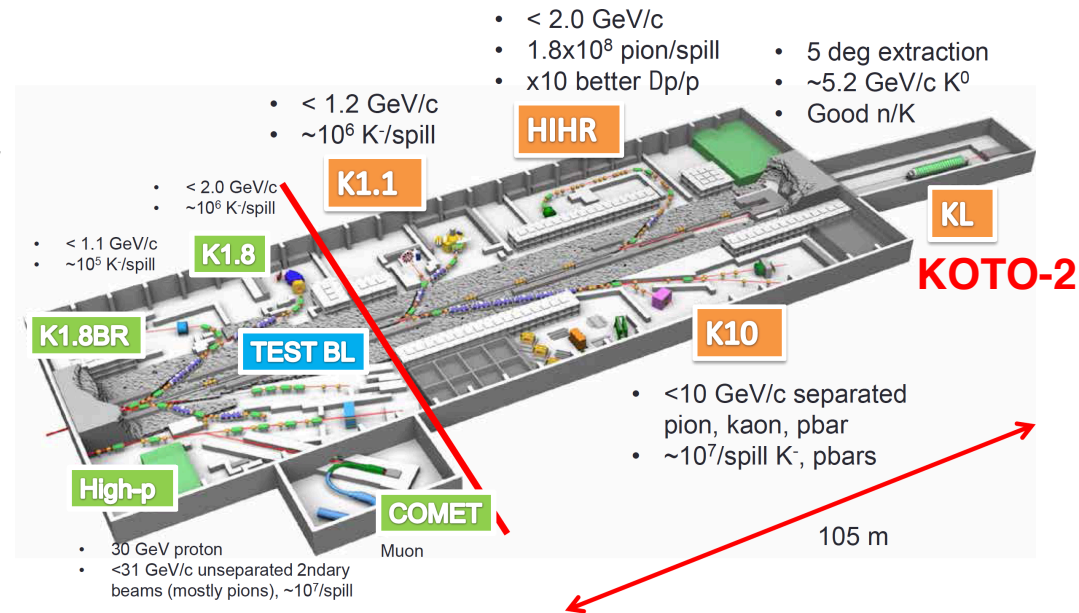 • < 2.0 GeV/c
• 1.8x10⁸ pion/spill
• x10 better Dp/p
• 5 deg extraction
• ~5.2 GeV/c K⁰
• Good n/K
• < 1.2 GeV/c
• ~10⁶ K⁻/spill
HIHR
K1.1
• < 2.0 GeV/c
• ~10⁶ K⁻/spill
KL
• < 1.1 GeV/c
• ~10⁵ K⁻/spill
K1.8
KOTO-2
K1.8BR
TEST BL
K10
• <10 GeV/c separated
pion, kaon, pbar
• ~10⁷/spill K⁻, pbars
High-p
COMET
105 m
• 30 GeV proton
• <31 GeV/c unseparated 2ndary
beams (mostly pions), ~10⁷/spill
Muon